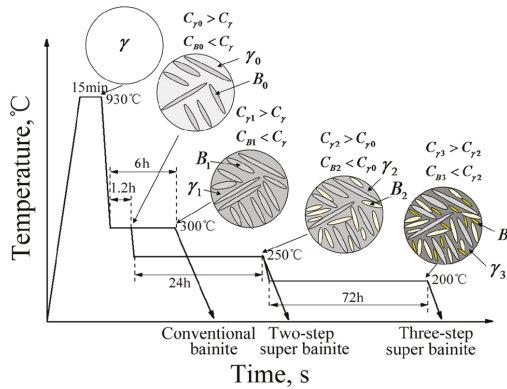 Temperature, ℃
Time, s
γ
15min
930℃
C_γ0 > C_γ
C_B0 < C_γ
γ_0
B_0
C_γ1 > C_γ
C_B1 < C_γ
B_1
γ_1
6h
1.2h
300℃
C_γ2 > C_γ0
C_B2 < C_γ0
γ_2
B_2
250℃
24h
C_γ3 > C_γ2
C_B3 < C_γ2
B
γ_3
200℃
72h
Conventional
bainite
Two-step
super bainite
Three-step
super bainite